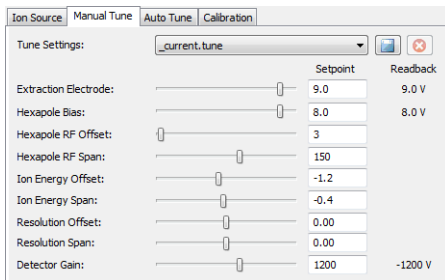 Ion Source Manual Tune Auto Tune Calibration
Tune Settings: _current.tune
Setpoint Readback
Extraction Electrode: 9.0 9.0 V
Hexapole Bias: 8.0 8.0 V
Hexapole RF Offset: 3
Hexapole RF Span: 150
Ion Energy Offset: -1.2
Ion Energy Span: -0.4
Resolution Offset: 0.00
Resolution Span: 0.00
Detector Gain: 1200 -1200 V